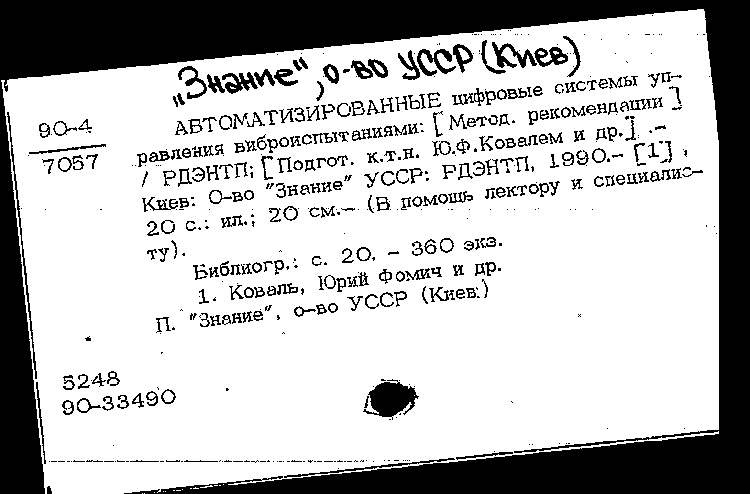 "Знание", о-во УССР (Киев)
90-4
7057
АВТОМАТИЗИРОВАННЫЕ цифровые системы уп-
равления виброиспытаниями: [Метод. рекомендации]
/ РДЭНТП; [Подгот. к.т.н. Ю.Ф.Ковалем и др.] .-
Киев: О-во "Знание" УССР: РДЭНТП, 1990.- [1],
20 с.: ил.; 20 см.- (В помощь лектору и специалис-
ту).
Библиогр.: с. 20. - 360 экз.
1. Коваль, Юрий Фомич и др.
П. "Знание", о-во УССР (Киев.)
5248
90-33490